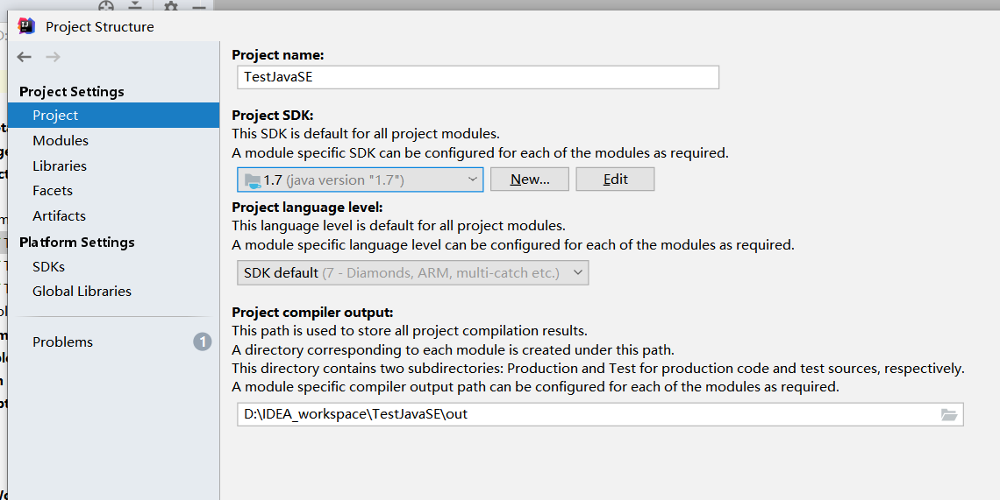 Project Structure
Project Settings
Project
Modules
Libraries
Facets
Artifacts
Platform Settings
SDKs
Global Libraries
Problems 1
Project name:
TestJavaSE
Project SDK:
This SDK is default for all project modules.
A module specific SDK can be configured for each of the modules as required.
1.7 (java version "1.7") New... Edit
Project language level:
This language level is default for all project modules.
A module specific language level can be configured for each of the modules as required.
SDK default (7 - Diamonds, ARM, multi-catch etc.)
Project compiler output:
This path is used to store all project compilation results.
A directory corresponding to each module is created under this path.
This directory contains two subdirectories: Production and Test for production code and test sources, respectively.
A module specific compiler output path can be configured for each of the modules as required.
D:\IDEA_workspace\TestJavaSE\out